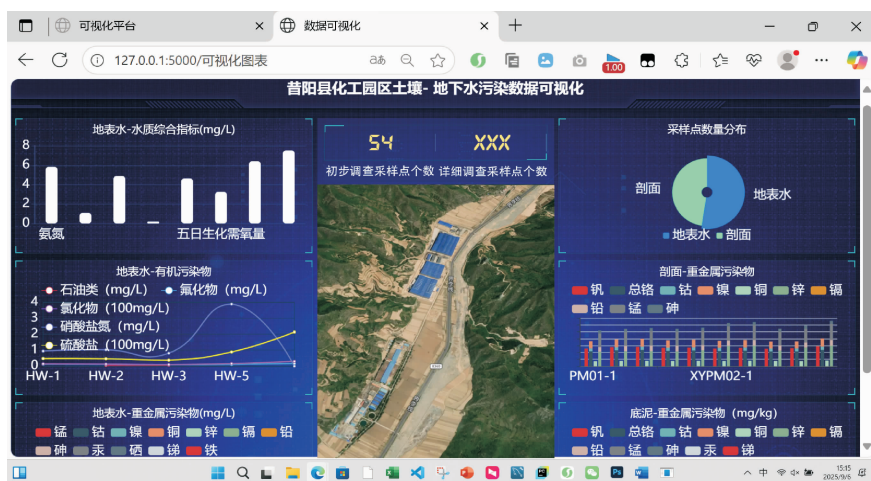 可视化平台
数据可视化
127.0.0.1:5000/可视化图表
aあ
1.00
昔阳县化工园区土壤- 地下水污染数据可视化
地表水-水质综合指标(mg/L)
8
6
4
2
0
氨氮 五日生化需氧量
54 XXX
初步调查采样点个数 详细调查采样点个数
采样点数量分布
剖面
地表水
地表水 剖面
地表水-有机污染物
石油类（mg/L） 氟化物（mg/L）
氯化物（100mg/L）
硝酸盐氮（mg/L）
硫酸盐（100mg/L）
4
3
2
1
0
HW-1 HW-2 HW-3 HW-5
剖面-重金属污染物
钒 总铬 钴 镍 铜 锌 镉
铅 锰 砷
PM01-1 XYPM02-1
地表水-重金属污染物(mg/L)
锰 钴 镍 铜 锌 镉 铅
砷 汞 硒 锑 铁
底泥-重金属污染物（mg/kg）
钒 总铬 钴 镍 铜 锌 镉
铅 锰 砷 汞 锑
中
15:15
2025/9/6